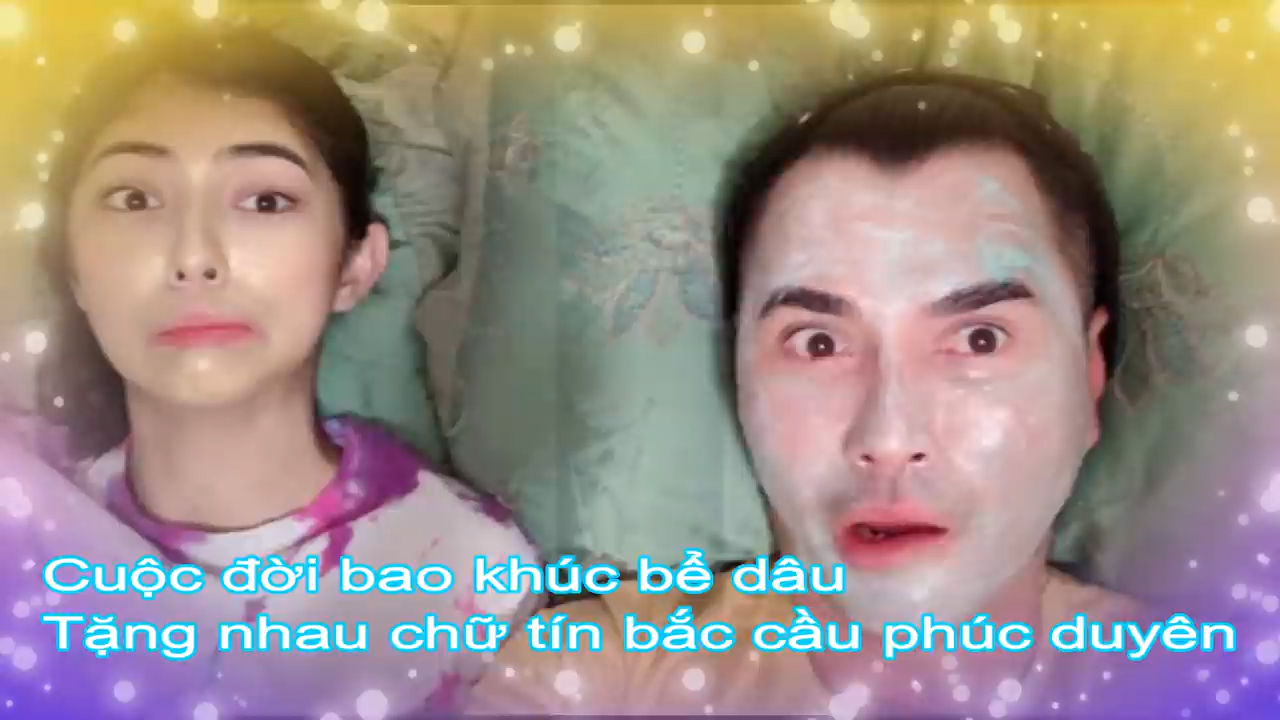 Cuộc đời bao khúc bể dâu
Tặng nhau chữ tín bắc cầu phúc duyên